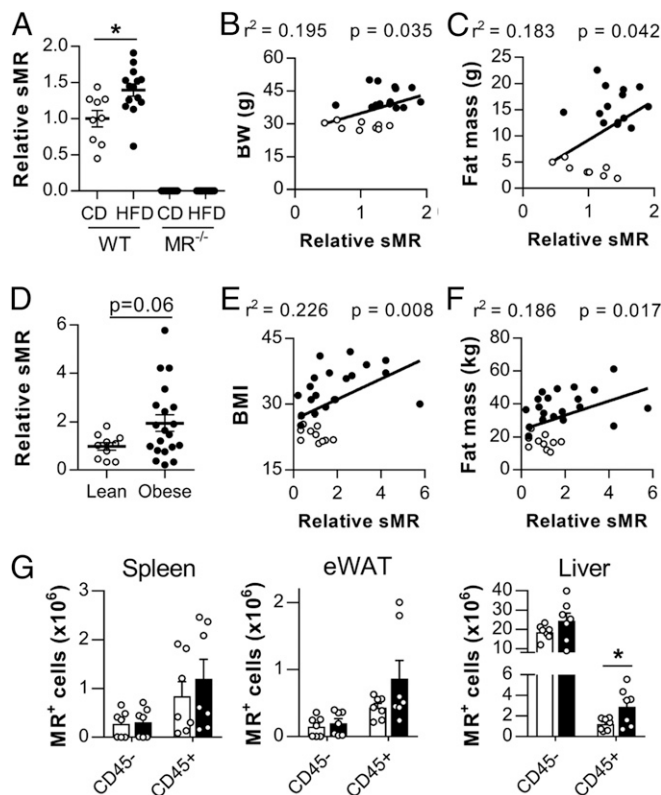 A
Relative sMR
2.0
1.5
1.0
0.5
0.0
*
CD HFD CD HFD
WT MR-/-
B
r² = 0.195 p = 0.035
BW (g)
60
45
30
15
0
0 1 2
Relative sMR
C
r² = 0.183 p = 0.042
Fat mass (g)
25
20
15
10
5
0
0 1 2
Relative sMR
D
p=0.06
Relative sMR
6
4
2
0
Lean Obese
E
r² = 0.226 p = 0.008
BMI
45
30
15
0 2 4 6
Relative sMR
F
r² = 0.186 p = 0.017
Fat mass (kg)
80
60
40
20
0
0 2 4 6
Relative sMR
G
Spleen
MR+ cells (x10⁶)
3
2
1
0
CD45- CD45+
eWAT
MR+ cells (x10⁶)
2
1
0
CD45- CD45+
Liver
MR+ cells (x10⁶)
40
30
20
10
6
4
2
0
*
CD45- CD45+